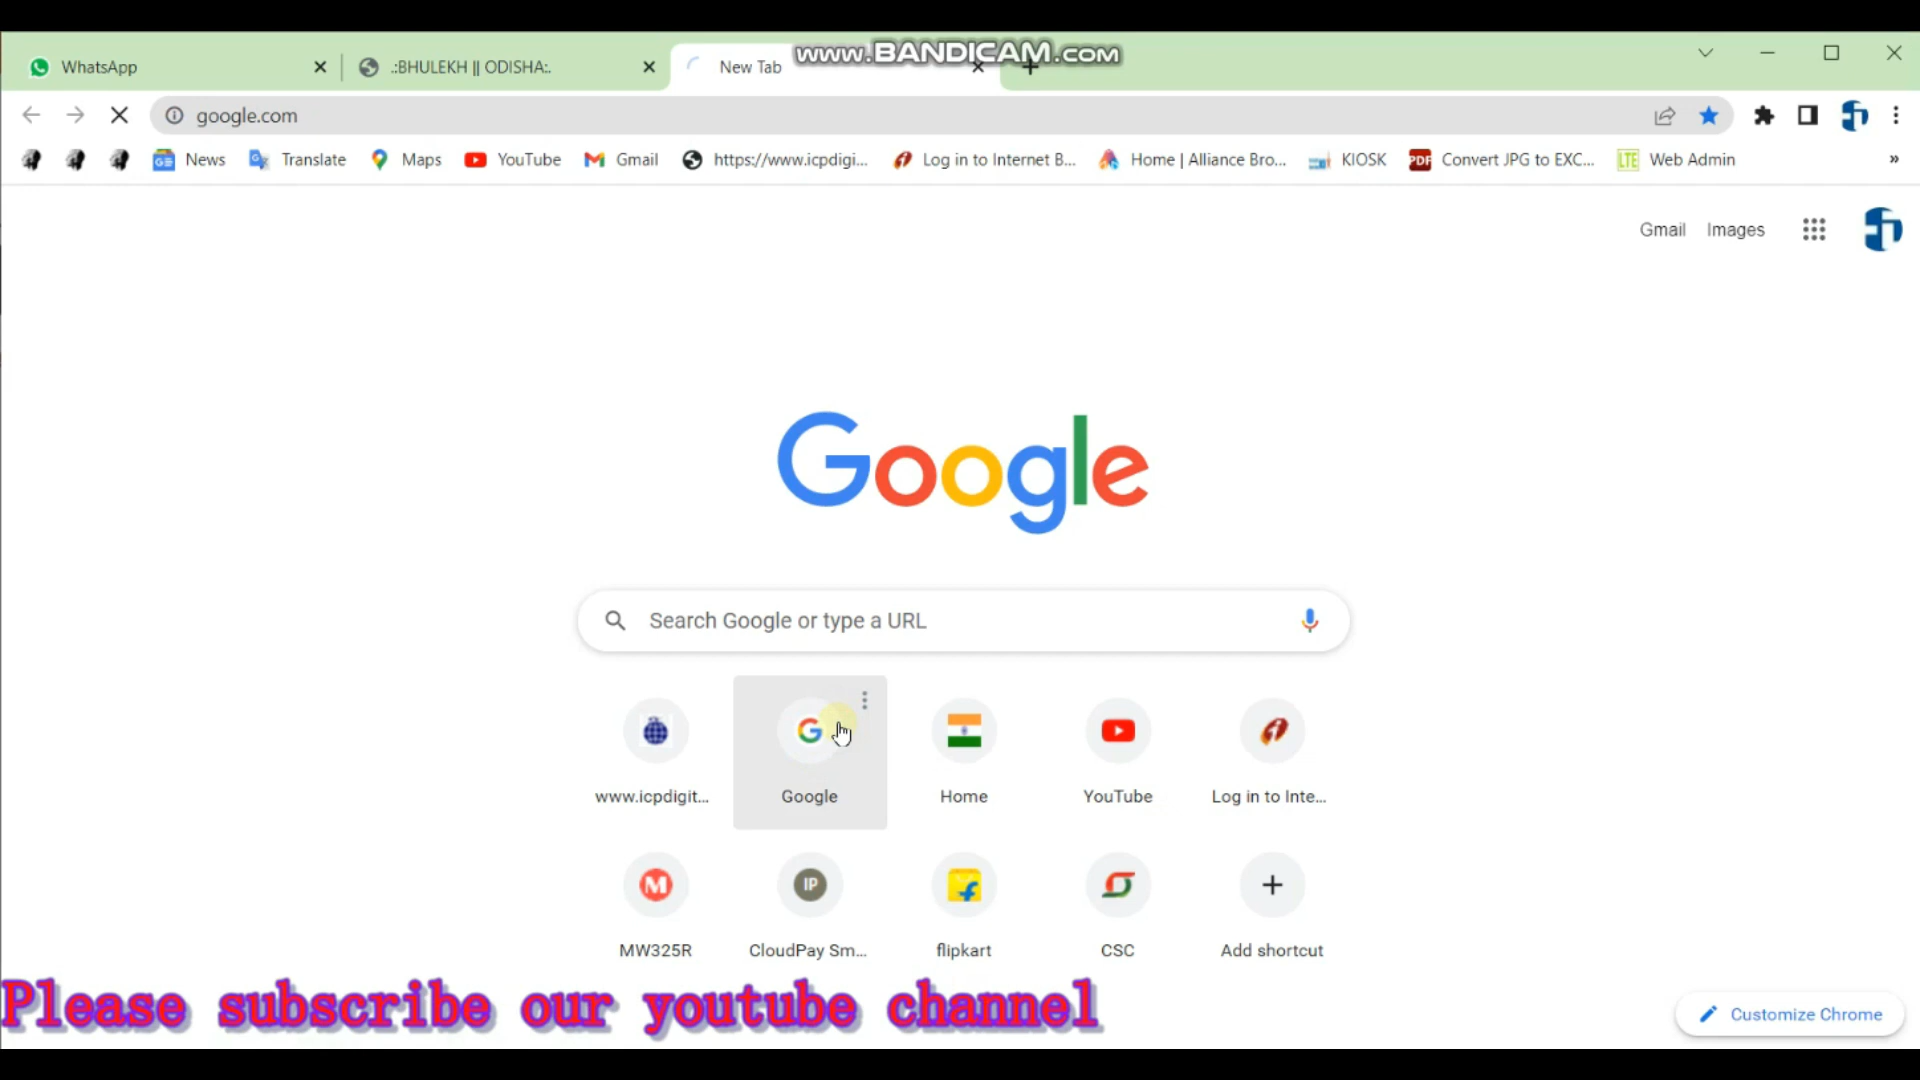 www.BANDICAM.com
WhatsApp
.:BHULEKH || ODISHA:.
New Tab
google.com
News
Translate
Maps
YouTube
Gmail
https://www.icpdigi...
Log in to Internet B...
Home | Alliance Bro...
KIOSK
PDF
Convert JPG to EXC...
LTE
Web Admin
»
Gmail
Images
Google
Search Google or type a URL
www.icpdigit...
Google
Home
YouTube
Log in to Inte...
M
IP
MW325R
CloudPay Sm...
flipkart
CSC
Add shortcut
Please subscribe our youtube channel
Customize Chrome